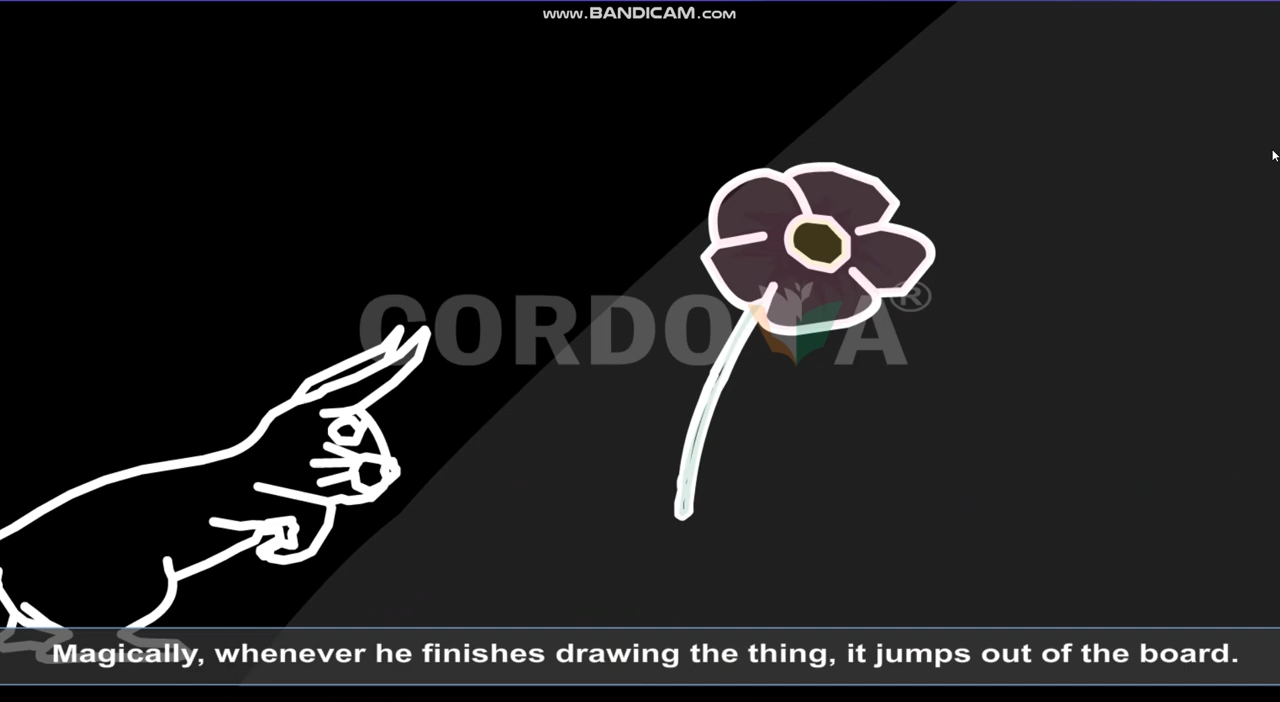 www.BANDICAM.com
CORDOVA®
Magically, whenever he finishes drawing the thing, it jumps out of the board.